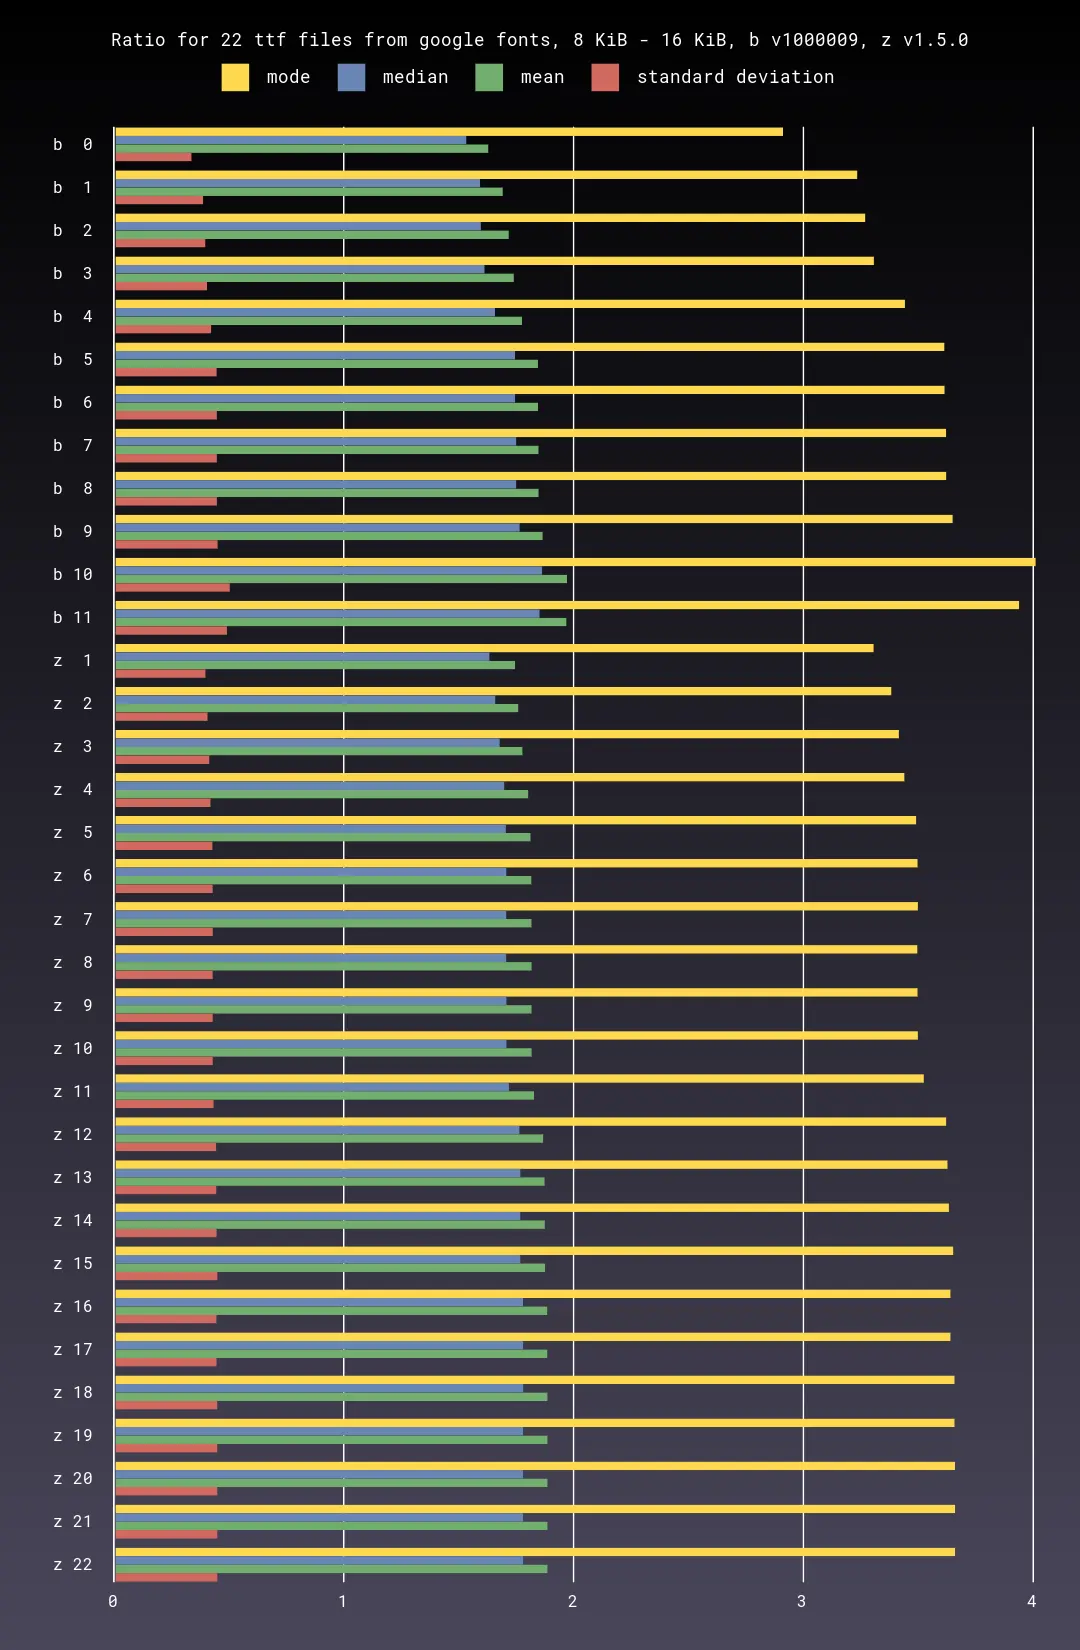 Ratio for 22 ttf files from google fonts, 8 KiB - 16 KiB, b v1000009, z v1.5.0
mode median mean standard deviation
b 0
b 1
b 2
b 3
b 4
b 5
b 6
b 7
b 8
b 9
b 10
b 11
z 1
z 2
z 3
z 4
z 5
z 6
z 7
z 8
z 9
z 10
z 11
z 12
z 13
z 14
z 15
z 16
z 17
z 18
z 19
z 20
z 21
z 22
0 1 2 3 4